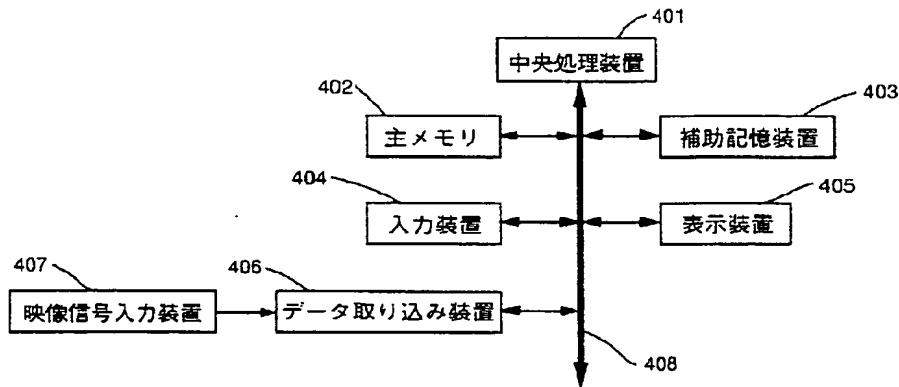 401
中央処理装置
402
403
主メモリ
補助記憶装置
404
405
入力装置
表示装置
407
406
映像信号入力装置
データ取り込み装置
408